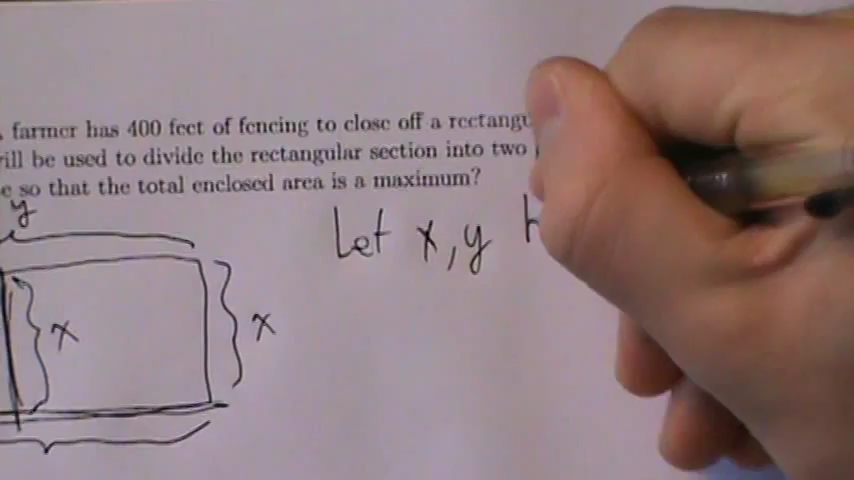 farmer has 400 feet of fencing to close off a rectangu
ill be used to divide the rectangular section into two
e so that the total enclosed area is a maximum?
y
Let x, y
x
x